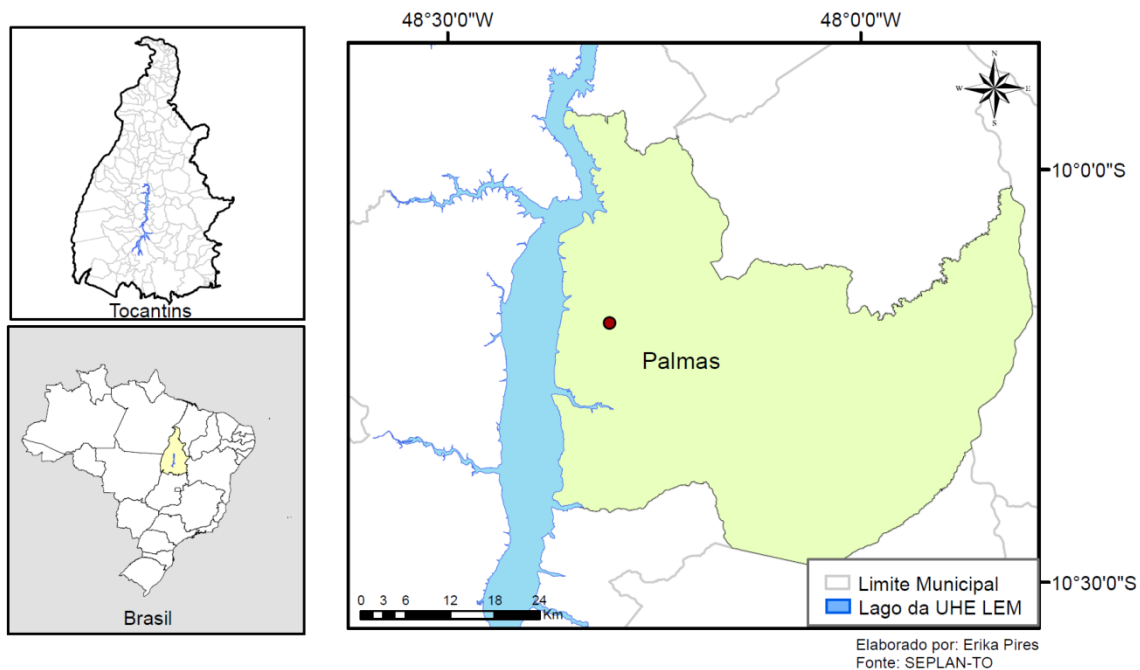 48°30'0"W
48°0'0"W
N
W
E
S
10°0'0"S
Tocantins
Palmas
Brasil
0 3 6 12 18 24
Km
Limite Municipal
Lago da UHE LEM
10°30'0"S
Elaborado por: Erika Pires
Fonte: SEPLAN-TO